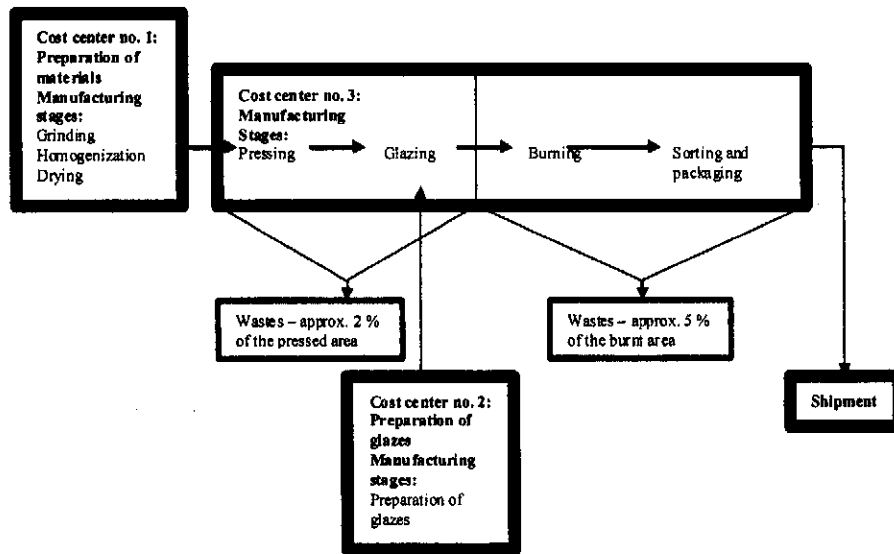 Cost center no. 1:
Preparation of
materials
Manufacturing
stages:
Grinding
Homogenization
Drying
Cost center no. 3:
Manufacturing
Stages:
Pressing
Glazing
Burning
Sorting and
packaging
Wastes – approx. 2 %
of the pressed area
Wastes – approx. 5 %
of the burnt area
Cost center no. 2:
Preparation of
glazes
Manufacturing
stages:
Preparation of
glazes
Shipment